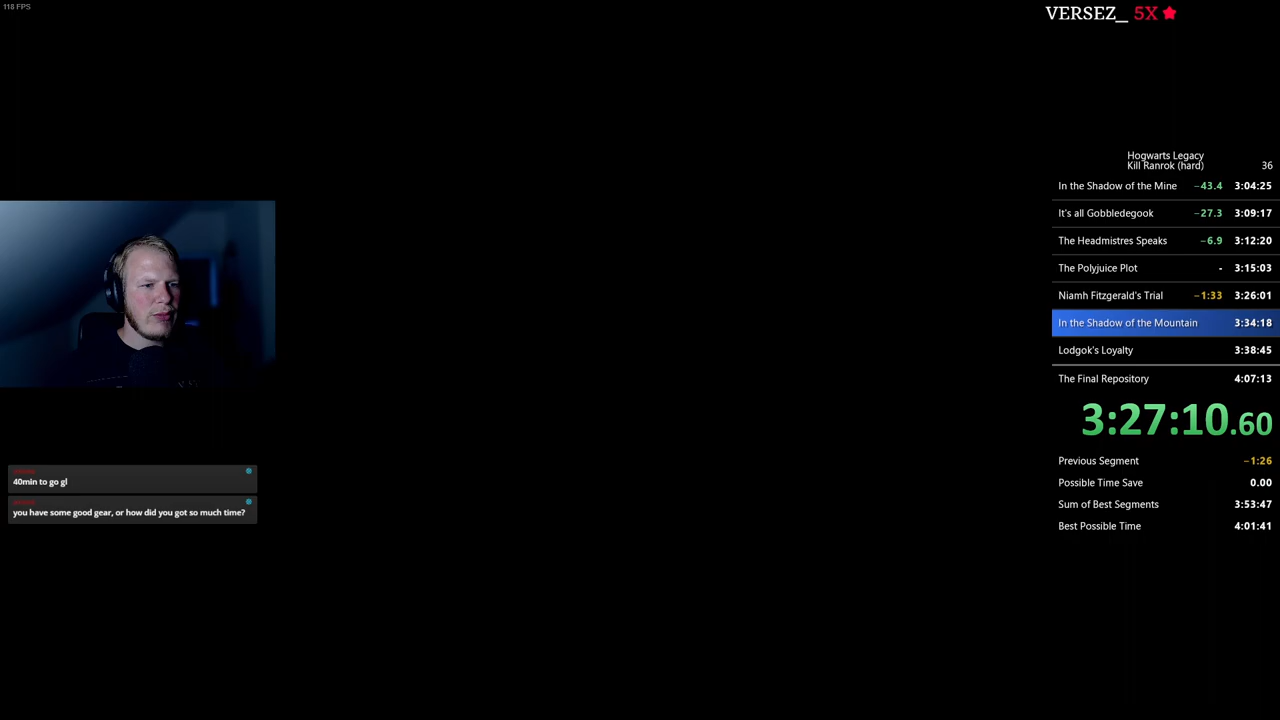 118 FPS
VERSEZ_ 5X
Hogwarts Legacy
Kill Ranrok (hard) 36
In the Shadow of the Mine -43.4 3:04:25
It's all Gobbledegook -27.3 3:09:17
The Headmistres Speaks -6.9 3:12:20
The Polyjuice Plot - 3:15:03
Niamh Fitzgerald's Trial -1:33 3:26:01
In the Shadow of the Mountain 3:34:18
Lodgok's Loyalty 3:38:45
The Final Repository 4:07:13
3:27:10.60
Previous Segment -1:26
Possible Time Save 0.00
Sum of Best Segments 3:53:47
Best Possible Time 4:01:41
40min to go gl
you have some good gear, or how did you got so much time?